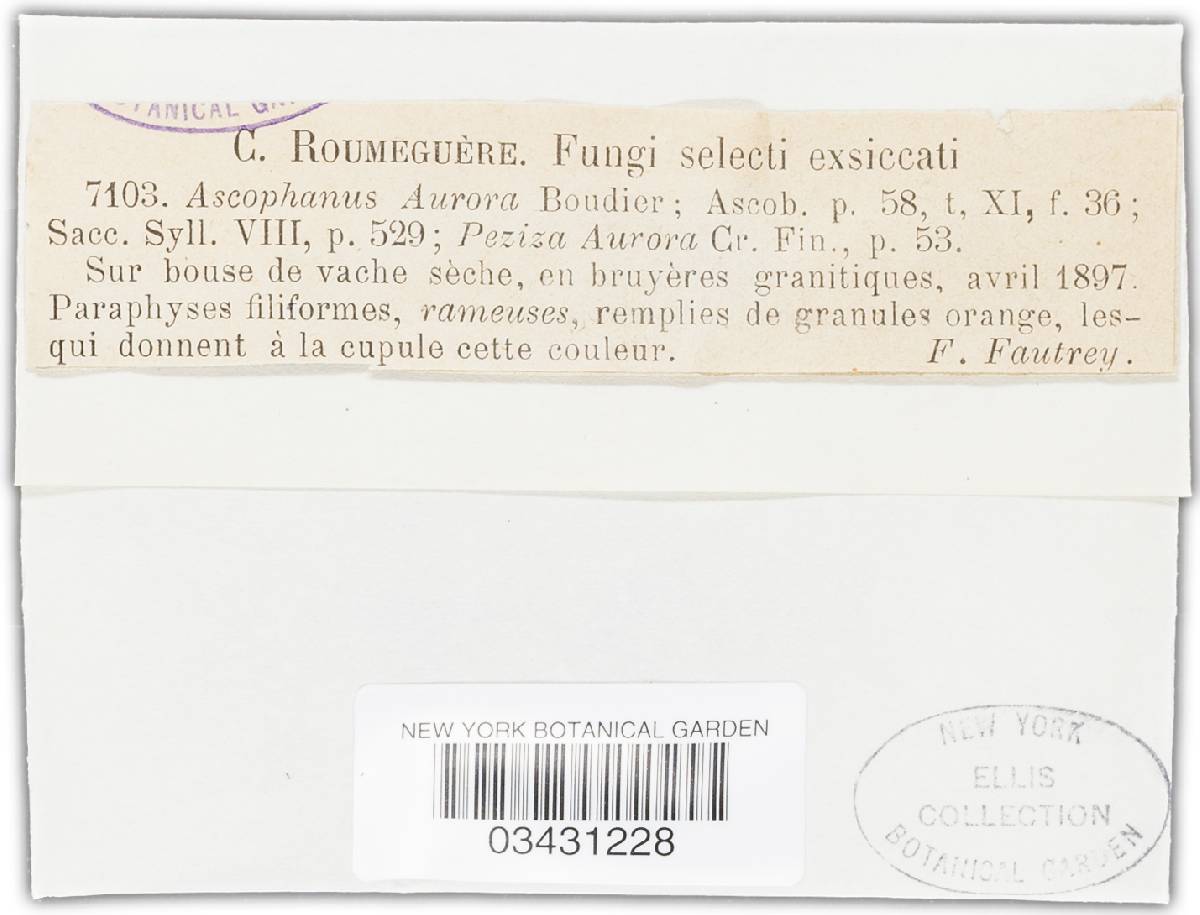 TANICAL GA
C. ROUMEGUÈRE. Fungi selecti exsiccati
7103. Ascophanus Aurora Boudier; Ascob. p. 58, t, XI, f. 36;
Sacc. Syll. VIII, p. 529; Peziza Aurora Cr. Fin., p. 53.
Sur bouse de vache sèche, en bruyères granitiques, avril 1897.
Paraphyses filiformes, rameuses, remplies de granules orange, les-
qui donnent à la cupule cette couleur. F. Fautrey.
NEW YORK BOTANICAL GARDEN
03431228
NEW YORK
ELLIS
COLLECTION
BOTANICAL GARDEN